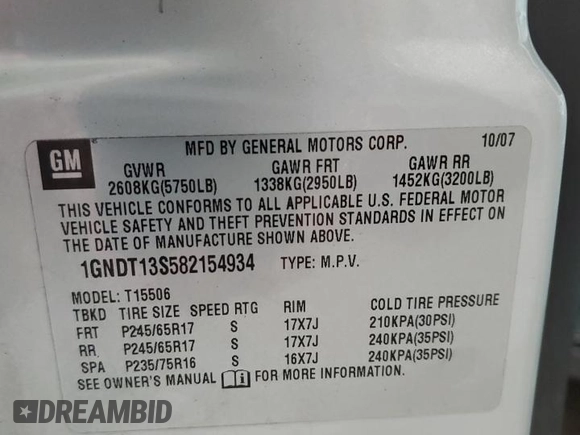 GM
MFD BY GENERAL MOTORS CORP. 10/07
GVWR GAWR FRT GAWR RR
2608KG(5750LB) 1338KG(2950LB) 1452KG(3200LB)
THIS VEHICLE CONFORMS TO ALL APPLICABLE U.S. FEDERAL MOTOR
VEHICLE SAFETY AND THEFT PREVENTION STANDARDS IN EFFECT ON
THE DATE OF MANUFACTURE SHOWN ABOVE.
1GNDT13S582154934 TYPE: M.P.V.
MODEL: T15506
TBKD TIRE SIZE SPEED RTG RIM COLD TIRE PRESSURE
FRT P245/65R17 S 17X7J 210KPA(30PSI)
RR. P245/65R17 S 17X7J 240KPA(35PSI)
SPA P235/75R16 S 16X7J 240KPA(35PSI)
SEE OWNER'S MANUAL i FOR MORE INFORMATION.
DREAMBID